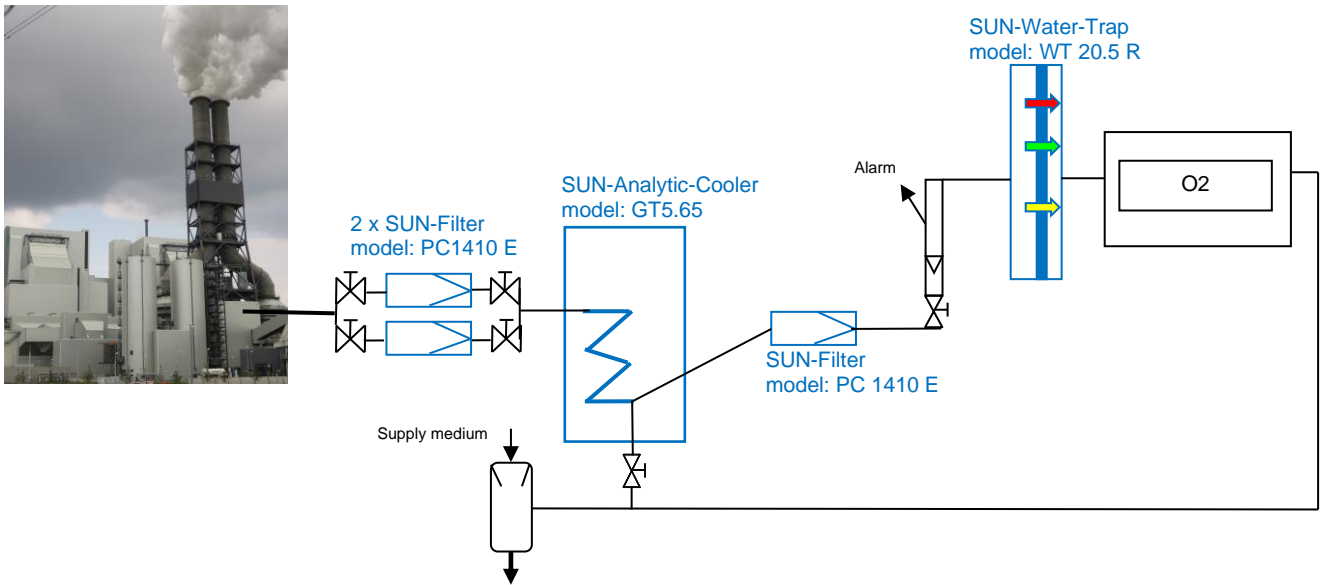 SUN-Water-Trap
model: WT 20.5 R
Alarm
O2
SUN-Analytic-Cooler
model: GT5.65
2 x SUN-Filter
model: PC1410 E
SUN-Filter
model: PC 1410 E
Supply medium